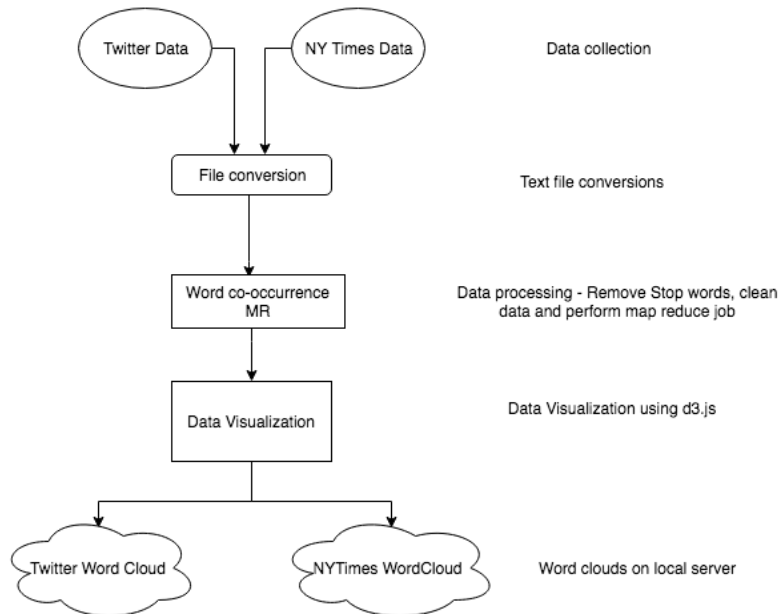 Twitter Data
NY Times Data
Data collection
File conversion
Text file conversions
Word co-occurrence
MR
Data processing - Remove Stop words, clean
data and perform map reduce job
Data Visualization
Data Visualization using d3.js
Twitter Word Cloud
NYTimes WordCloud
Word clouds on local server